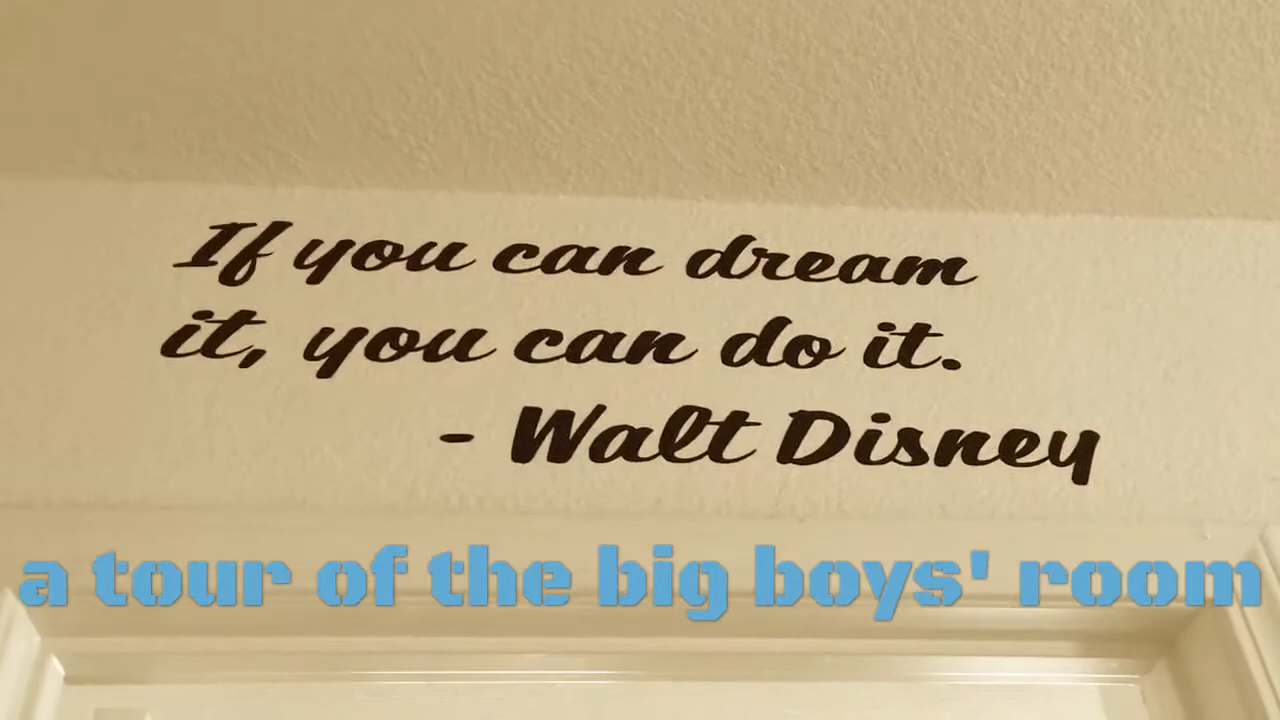 If you can dream
it, you can do it.
- Walt Disney
a tour of the big boys' room